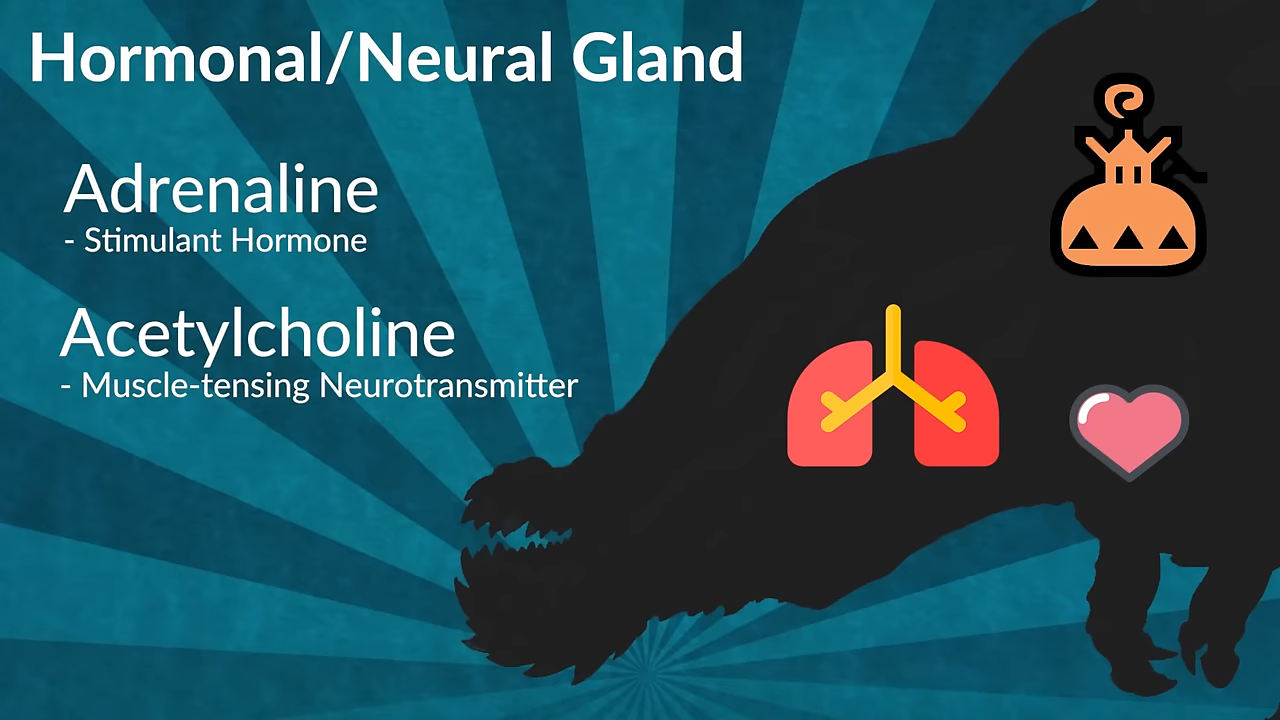 Hormonal/Neural Gland
Adrenaline
- Stimulant Hormone
Acetylcholine
- Muscle-tensing Neurotransmitter